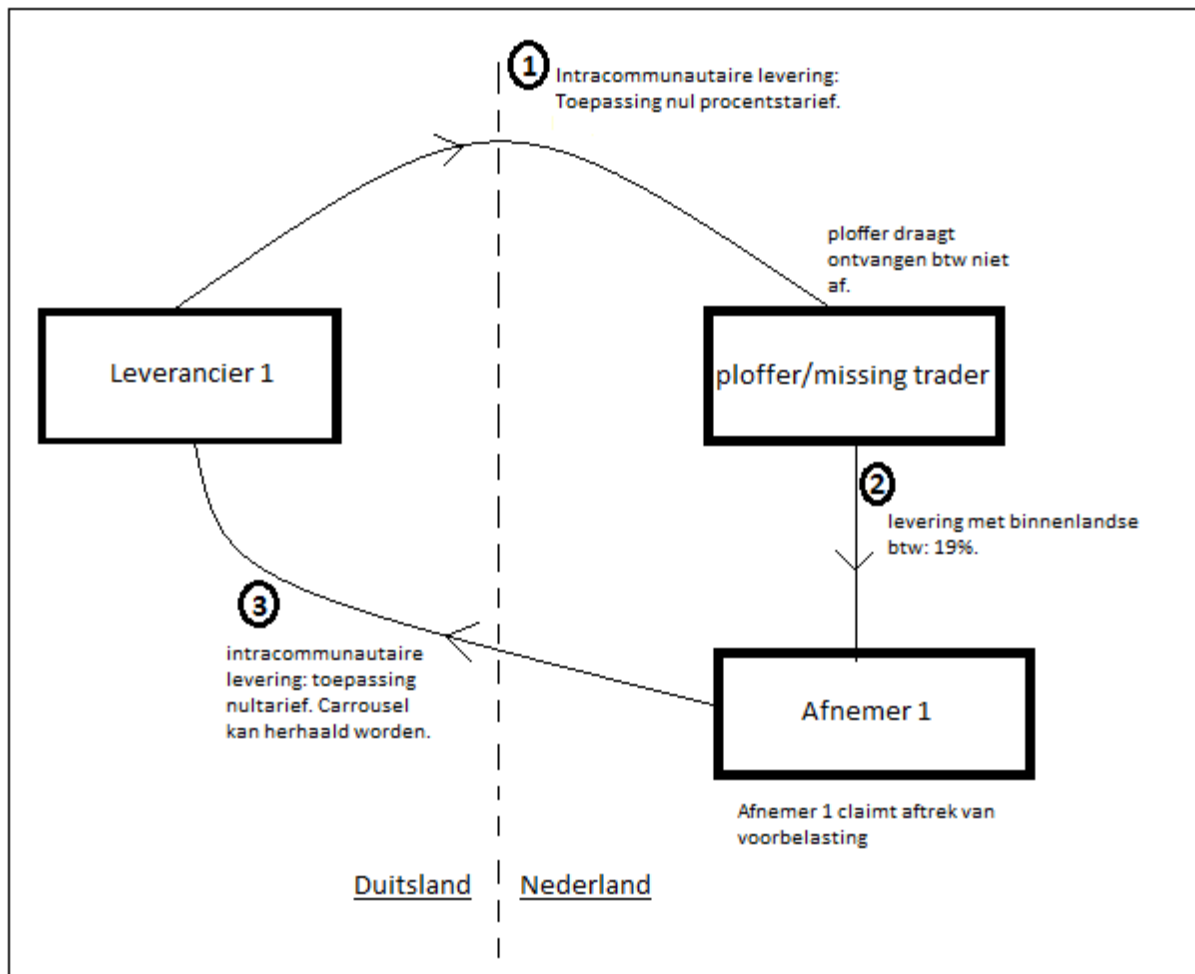 1
Intracommunautaire levering:
Toepassing nul procentstarief.
ploffer draagt
ontvangen btw niet
af.
Leverancier 1
ploffer/missing trader
2
levering met binnenlandse
btw: 19%.
3
intracommunautaire
levering: toepassing
nultarief. Carrousel
kan herhaald worden.
Afnemer 1
Afnemer 1 claimt aftrek van
voorbelasting
Duitsland
Nederland